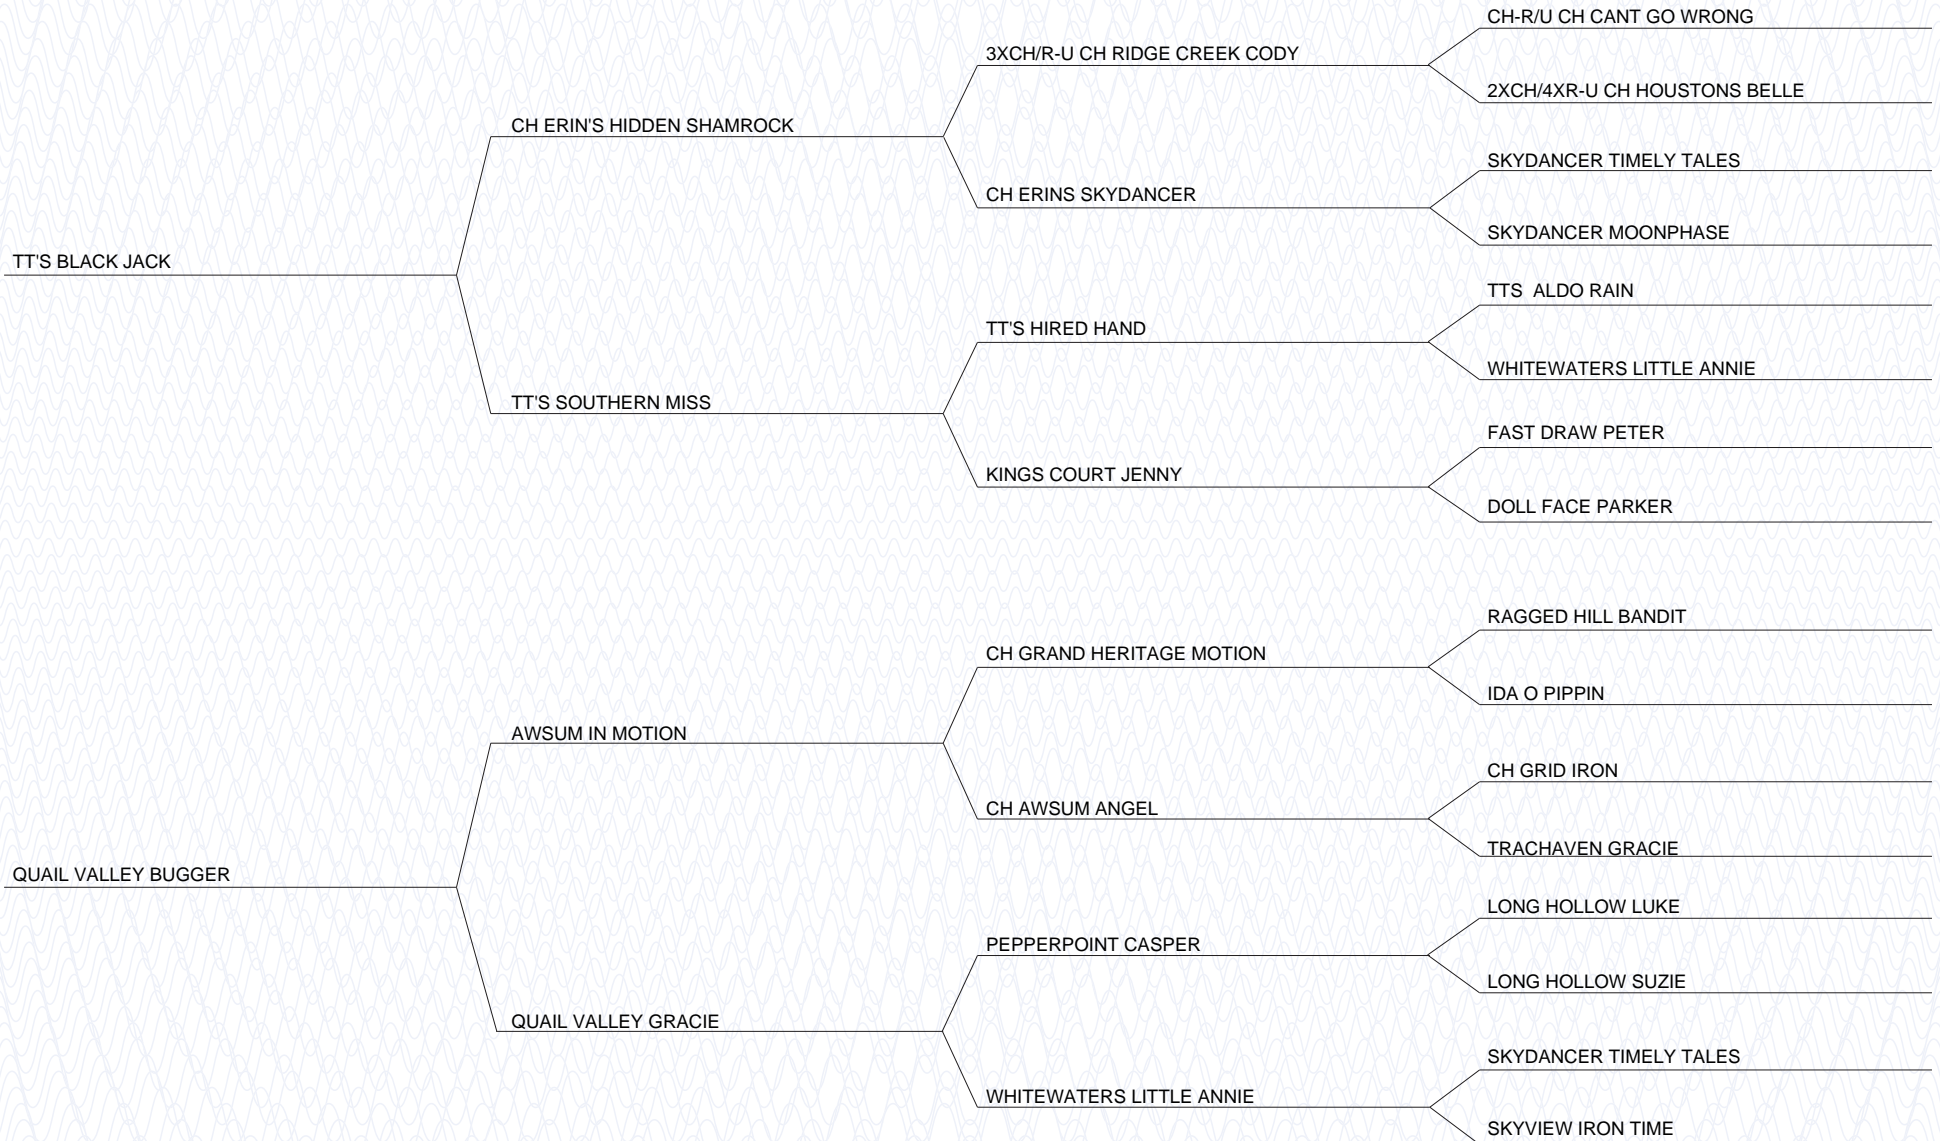 CH-R/U CH CANT GO WRONG
3XCH/R-U CH RIDGE CREEK CODY
2XCH/4XR-U CH HOUSTONS BELLE
CH ERIN'S HIDDEN SHAMROCK
SKYDANCER TIMELY TALES
CH ERINS SKYDANCER
SKYDANCER MOONPHASE
TT'S BLACK JACK
TTS  ALDO RAIN
TT'S HIRED HAND
WHITEWATERS LITTLE ANNIE
TT'S SOUTHERN MISS
FAST DRAW PETER
KINGS COURT JENNY
DOLL FACE PARKER
RAGGED HILL BANDIT
CH GRAND HERITAGE MOTION
IDA O PIPPIN
AWSUM IN MOTION
CH GRID IRON
CH AWSUM ANGEL
TRACHAVEN GRACIE
QUAIL VALLEY BUGGER
LONG HOLLOW LUKE
PEPPERPOINT CASPER
LONG HOLLOW SUZIE
QUAIL VALLEY GRACIE
SKYDANCER TIMELY TALES
WHITEWATERS LITTLE ANNIE
SKYVIEW IRON TIME